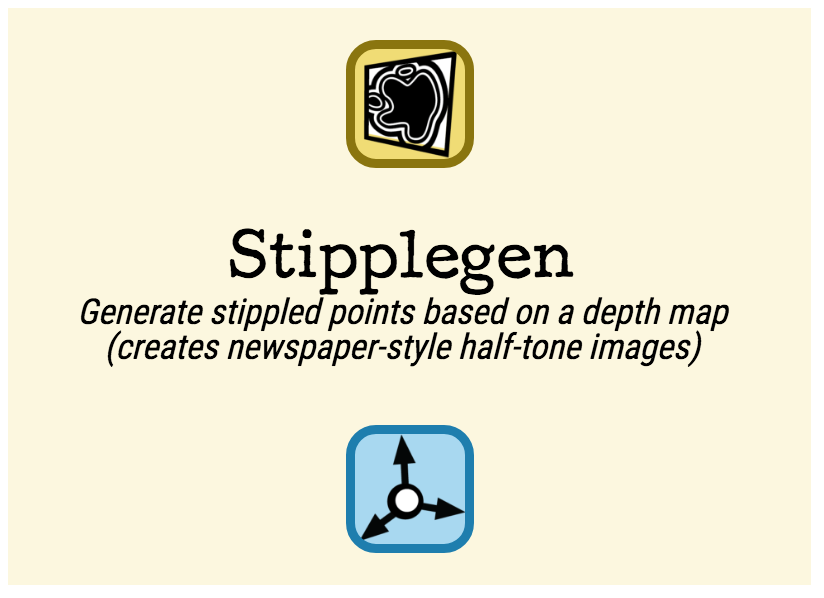 Stipplegen
Generate stippled points based on a depth map
(creates newspaper-style half-tone images)